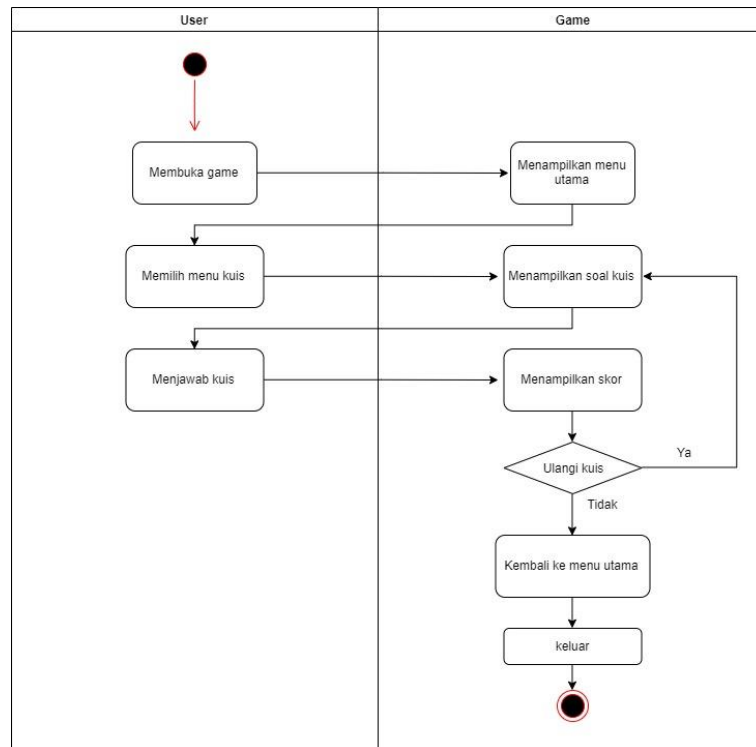 User
Game
Membuka game
Menampilkan menu
utama
Memilih menu kuis
Menampilkan soal kuis
Menjawab kuis
Menampilkan skor
Ulangi kuis
Ya
Tidak
Kembali ke menu utama
keluar